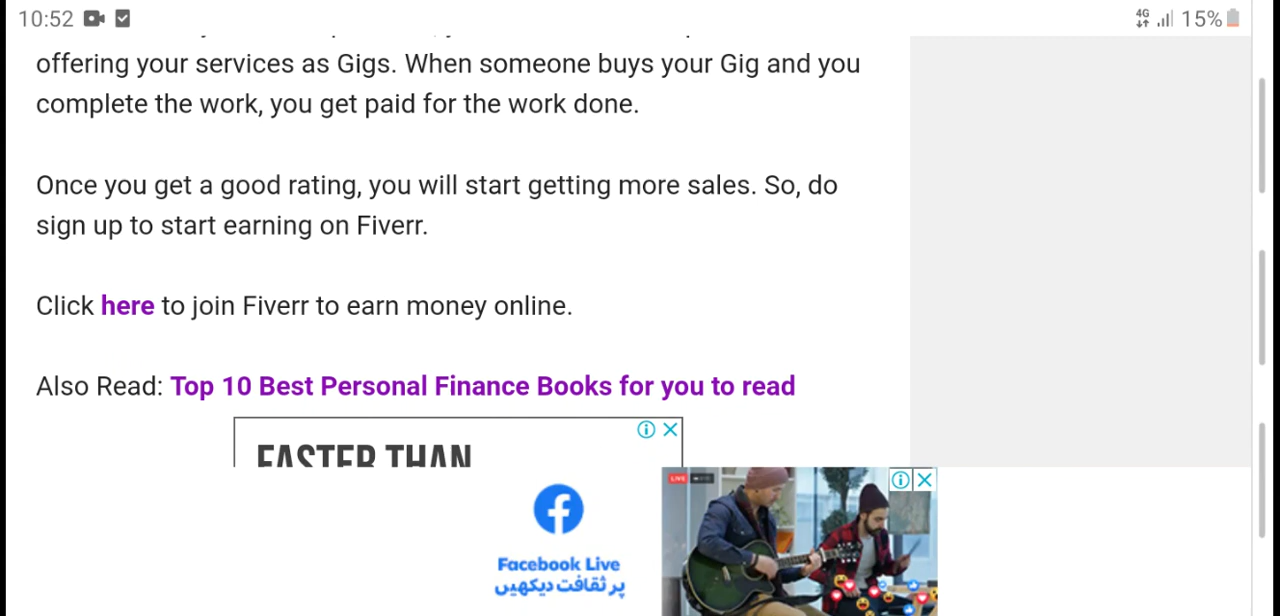 10:52
4G
15%
offering your services as Gigs. When someone buys your Gig and you
complete the work, you get paid for the work done.
Once you get a good rating, you will start getting more sales. So, do
sign up to start earning on Fiverr.
Click here to join Fiverr to earn money online.
Also Read: Top 10 Best Personal Finance Books for you to read
FASTER THAN
LIVE
Facebook Live
پر ثقافت دیکھیں